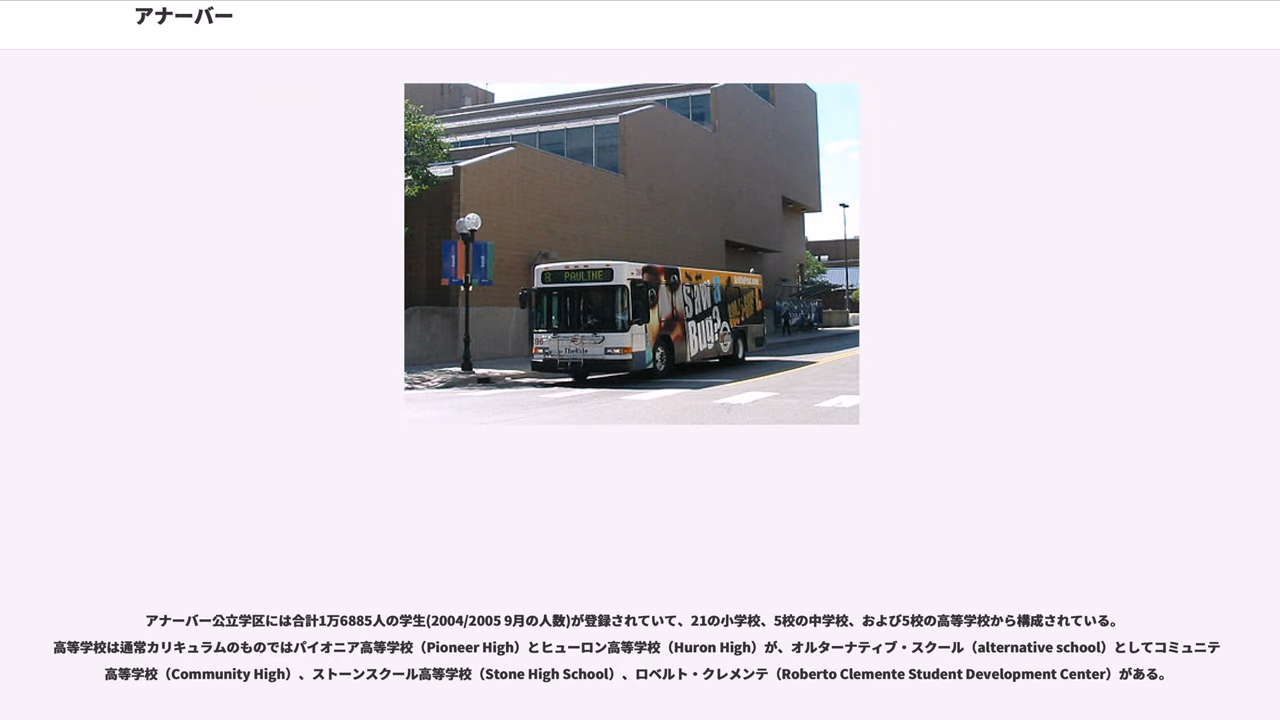 アナーバー
8 PAULINE
Saw a
Bug?
TheRide
アナーバー公立学区には合計1万6885人の学生(2004/2005 9月の人数)が登録されていて、21の小学校、5校の中学校、および5校の高等学校から構成されている。
高等学校は通常カリキュラムのものではパイオニア高等学校（Pioneer High）とヒューロン高等学校（Huron High）が、オルターナティブ・スクール（alternative school）としてコミュニテ
高等学校（Community High）、ストーンスクール高等学校（Stone High School）、ロベルト・クレメンテ（Roberto Clemente Student Development Center）がある。